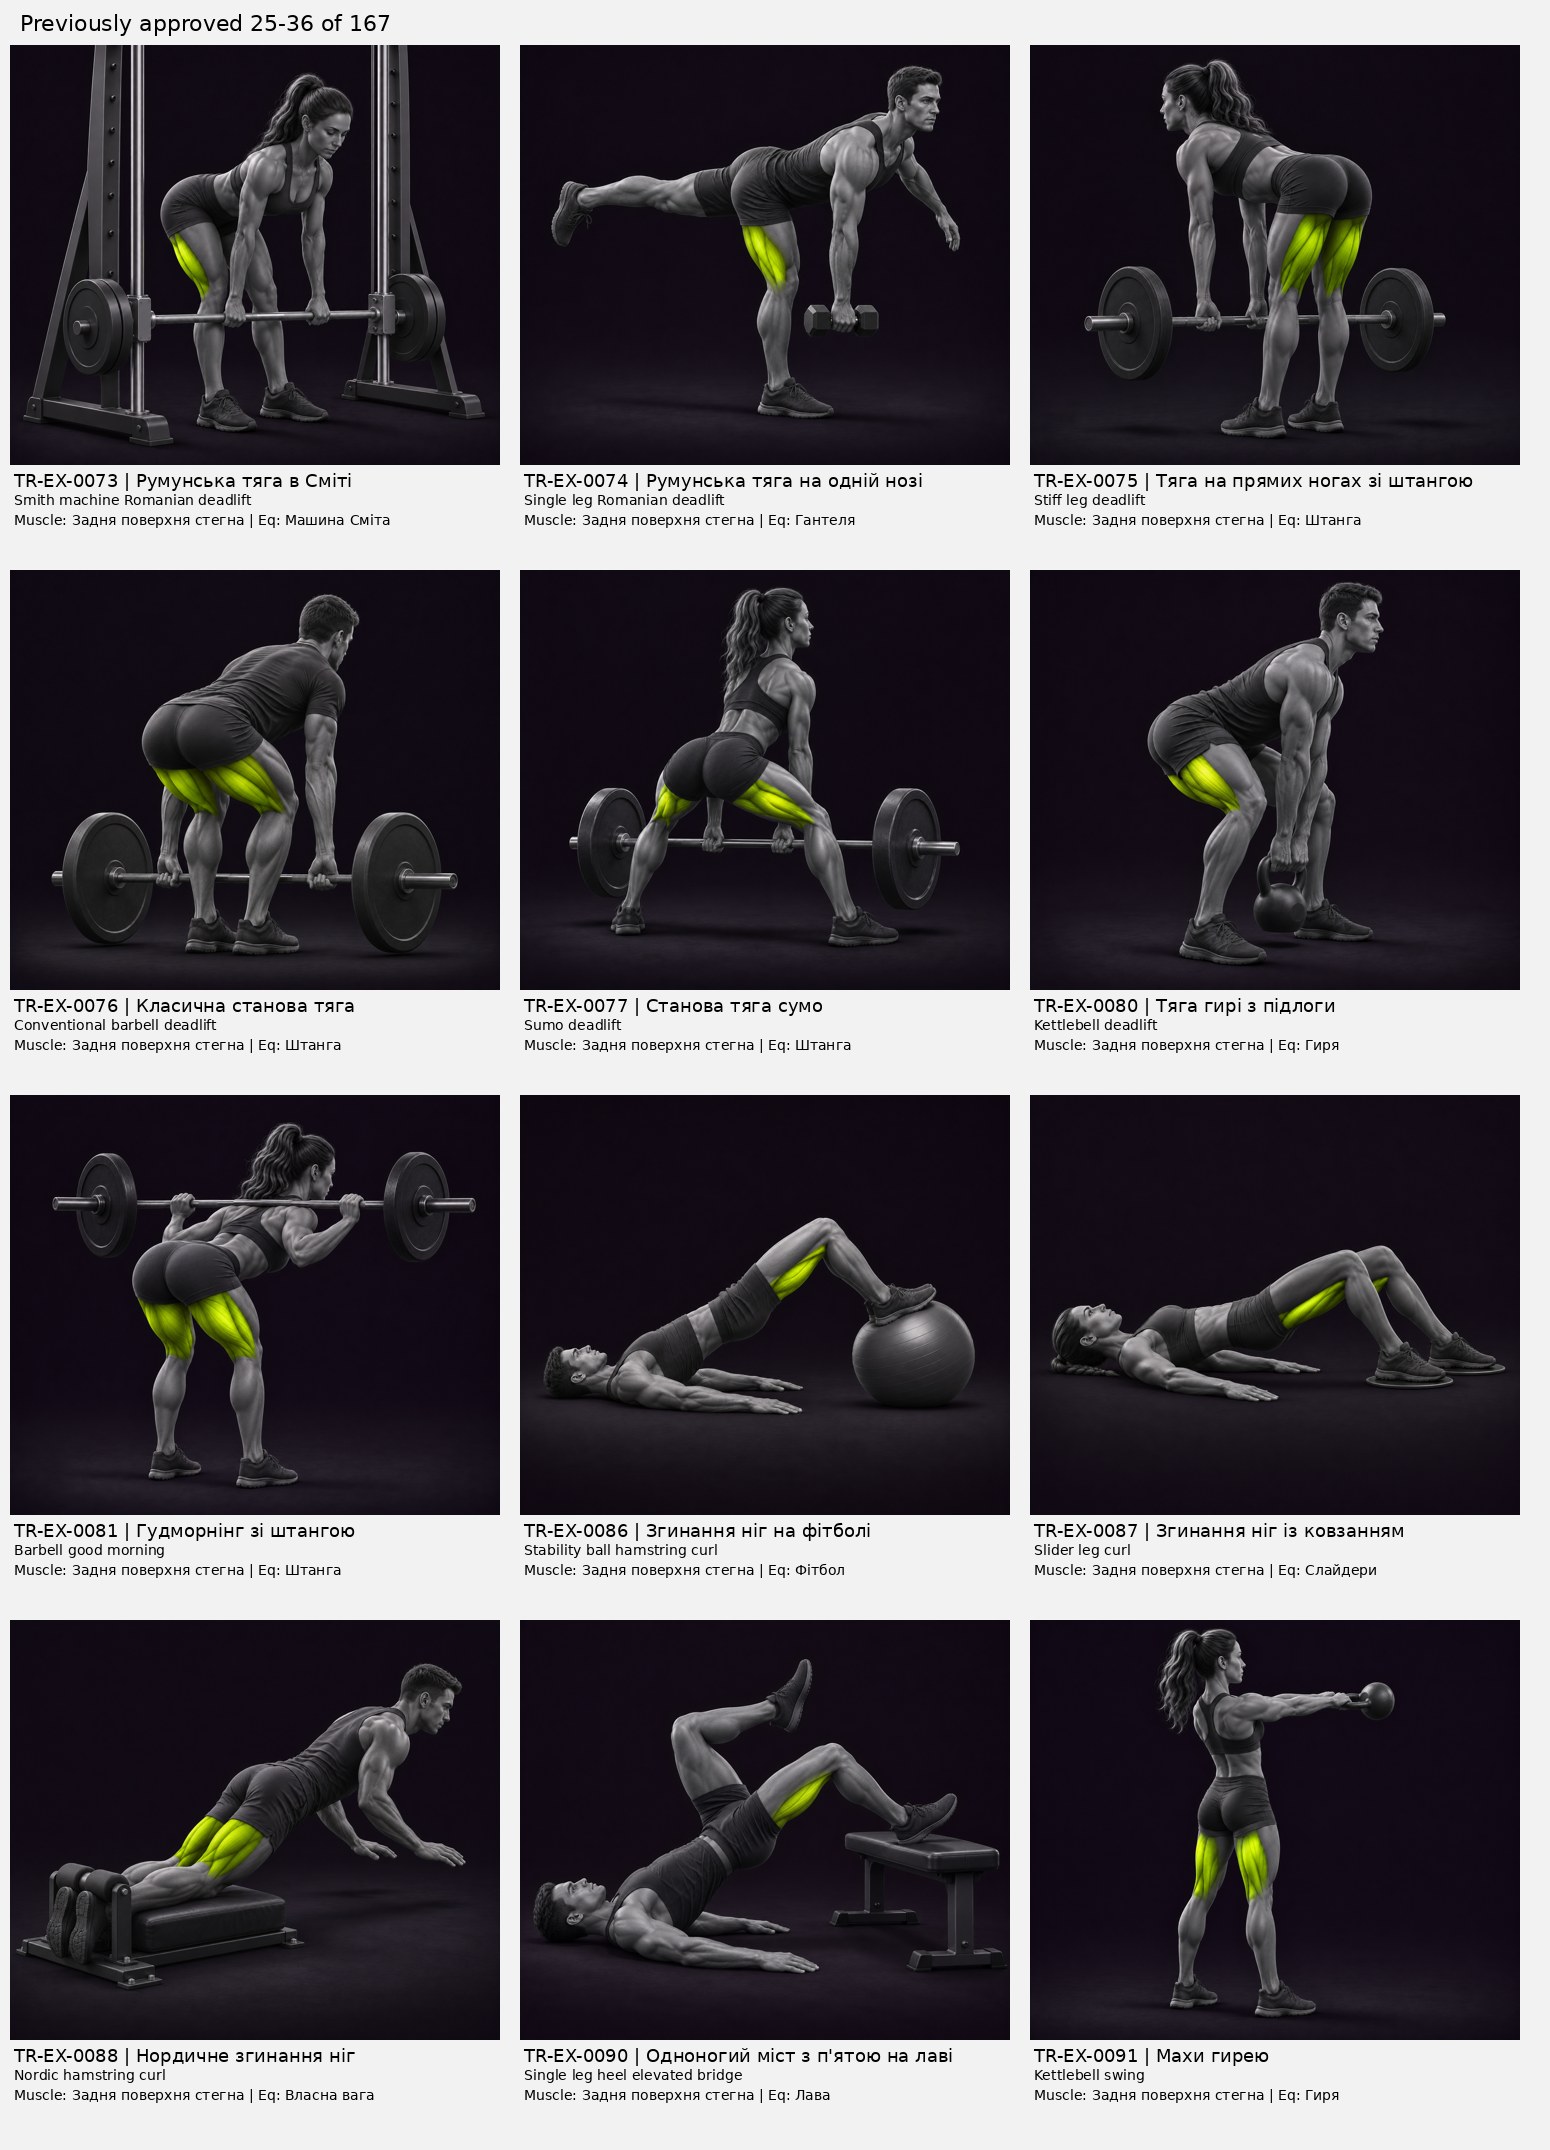 Previously approved 25-36 of 167
TR-EX-0073 | Румунська тяга в Сміті
Smith machine Romanian deadlift
Muscle: Задня поверхня стегна | Eq: Машина Сміта
TR-EX-0074 | Румунська тяга на одній нозі
Single leg Romanian deadlift
Muscle: Задня поверхня стегна | Eq: Гантеля
TR-EX-0075 | Тяга на прямих ногах зі штангою
Stiff leg deadlift
Muscle: Задня поверхня стегна | Eq: Штанга
TR-EX-0076 | Класична станова тяга
Conventional barbell deadlift
Muscle: Задня поверхня стегна | Eq: Штанга
TR-EX-0077 | Станова тяга сумо
Sumo deadlift
Muscle: Задня поверхня стегна | Eq: Штанга
TR-EX-0080 | Тяга гирі з підлоги
Kettlebell deadlift
Muscle: Задня поверхня стегна | Eq: Гиря
TR-EX-0081 | Гудморнінг зі штангою
Barbell good morning
Muscle: Задня поверхня стегна | Eq: Штанга
TR-EX-0086 | Згинання ніг на фітболі
Stability ball hamstring curl
Muscle: Задня поверхня стегна | Eq: Фітбол
TR-EX-0087 | Згинання ніг із ковзанням
Slider leg curl
Muscle: Задня поверхня стегна | Eq: Слайдери
TR-EX-0088 | Нордичне згинання ніг
Nordic hamstring curl
Muscle: Задня поверхня стегна | Eq: Власна вага
TR-EX-0090 | Одноногий міст з п'ятою на лаві
Single leg heel elevated bridge
Muscle: Задня поверхня стегна | Eq: Лава
TR-EX-0091 | Махи гирею
Kettlebell swing
Muscle: Задня поверхня стегна | Eq: Гиря